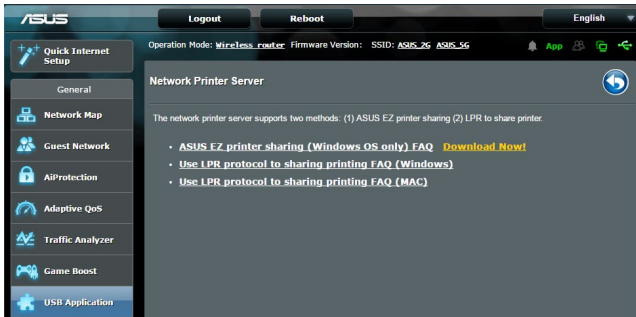 ASUS
Logout
Reboot
English
Quick Internet
Setup
Operation Mode: Wireless router Firmware Version: SSID: ASUS_2G ASUS_5G
App
General
Network Map
Guest Network
AiProtection
Adaptive QoS
Traffic Analyzer
Game Boost
USB Application
Network Printer Server
The network printer server supports two methods: (1) ASUS EZ printer sharing (2) LPR to share printer.
• ASUS EZ printer sharing (Windows OS only) FAQ Download Now!
• Use LPR protocol to sharing printing FAQ (Windows)
• Use LPR protocol to sharing printing FAQ (MAC)